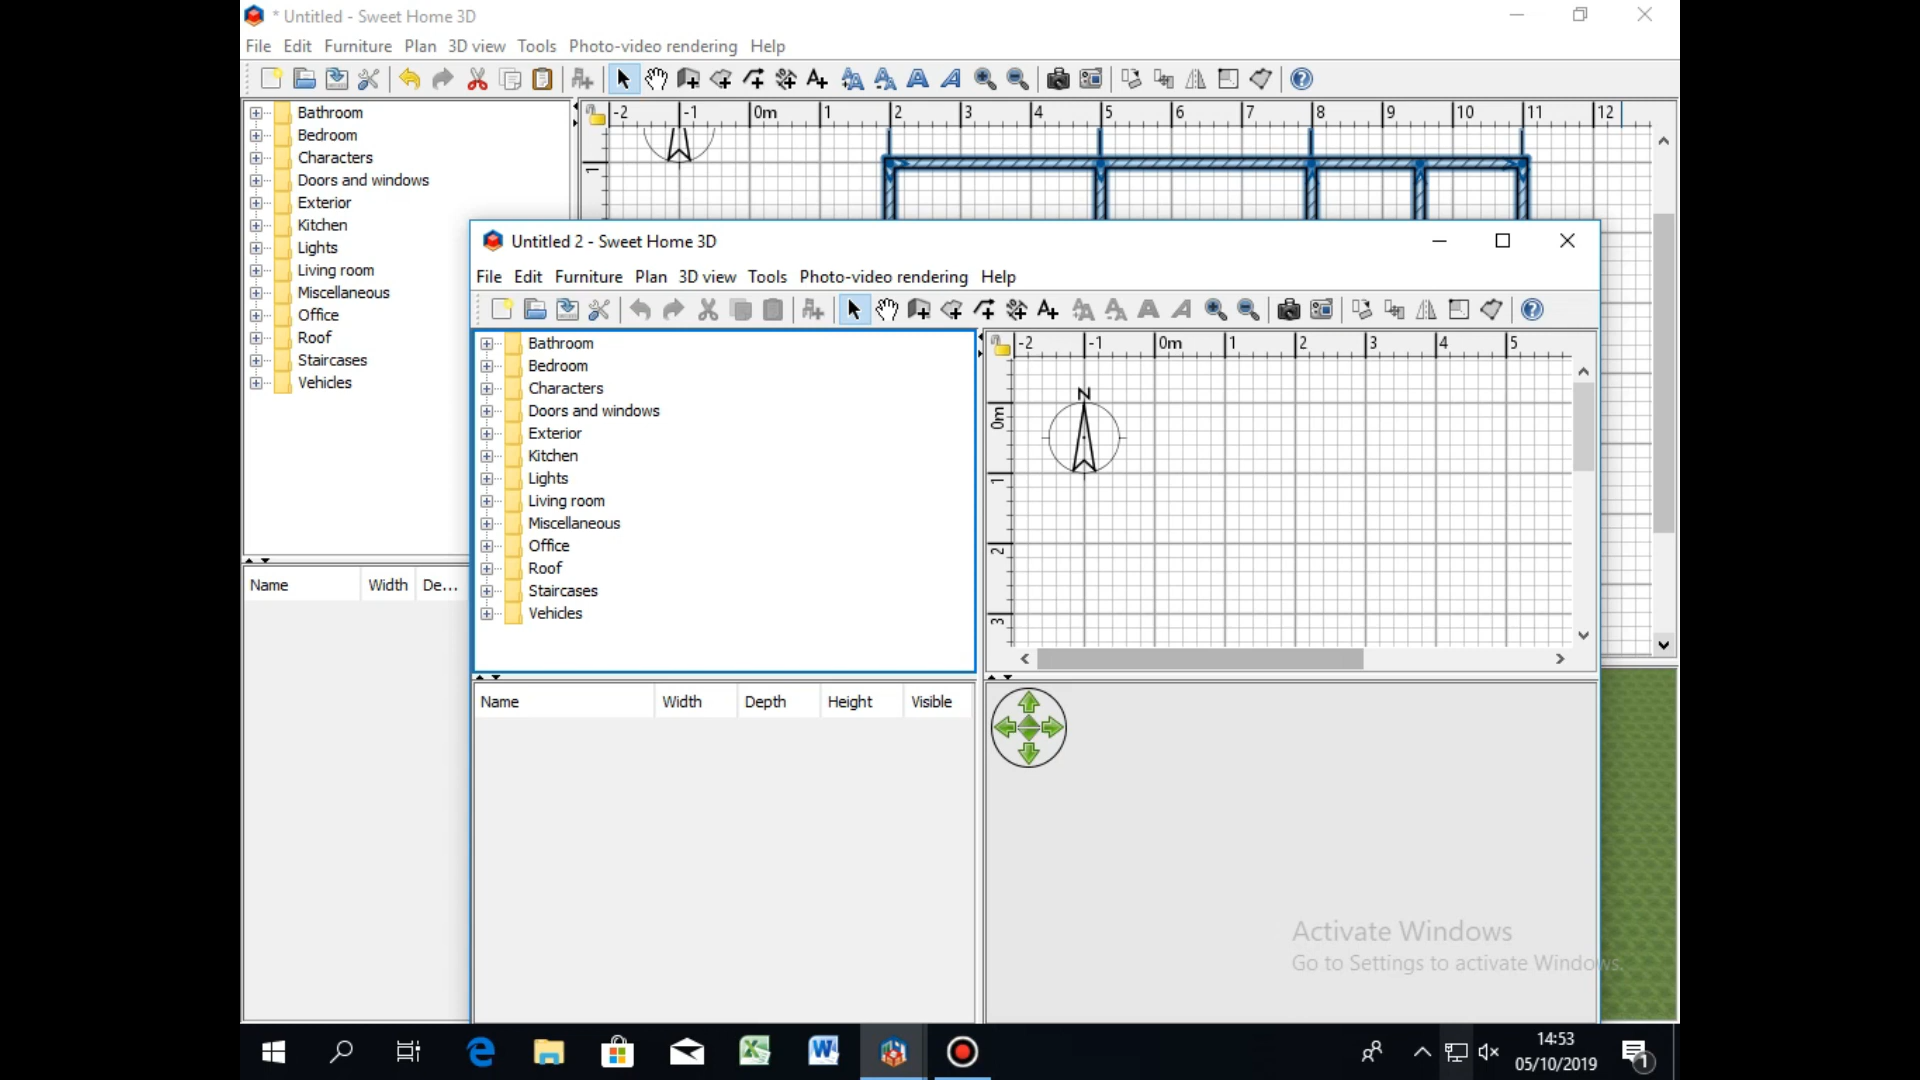 * Untitled - Sweet Home 3D
File Edit Furniture Plan 3D view Tools Photo-video rendering Help
-2 -1 0m 1 2 3 4 5 6 7 8 9 10 11 12
1
Bathroom
Bedroom
Characters
Doors and windows
Exterior
Kitchen
Lights
Living room
Miscellaneous
Office
Roof
Staircases
Vehicles
Name Width De...
Untitled 2 - Sweet Home 3D
File Edit Furniture Plan 3D view Tools Photo-video rendering Help
Bathroom
Bedroom
Characters
Doors and windows
Exterior
Kitchen
Lights
Living room
Miscellaneous
Office
Roof
Staircases
Vehicles
-2 -1 0m 1 2 3 4 5
N
0m
1
2
3
Name Width Depth Height Visible
Activate Windows
Go to Settings to activate Windows.
14:53
05/10/2019
1